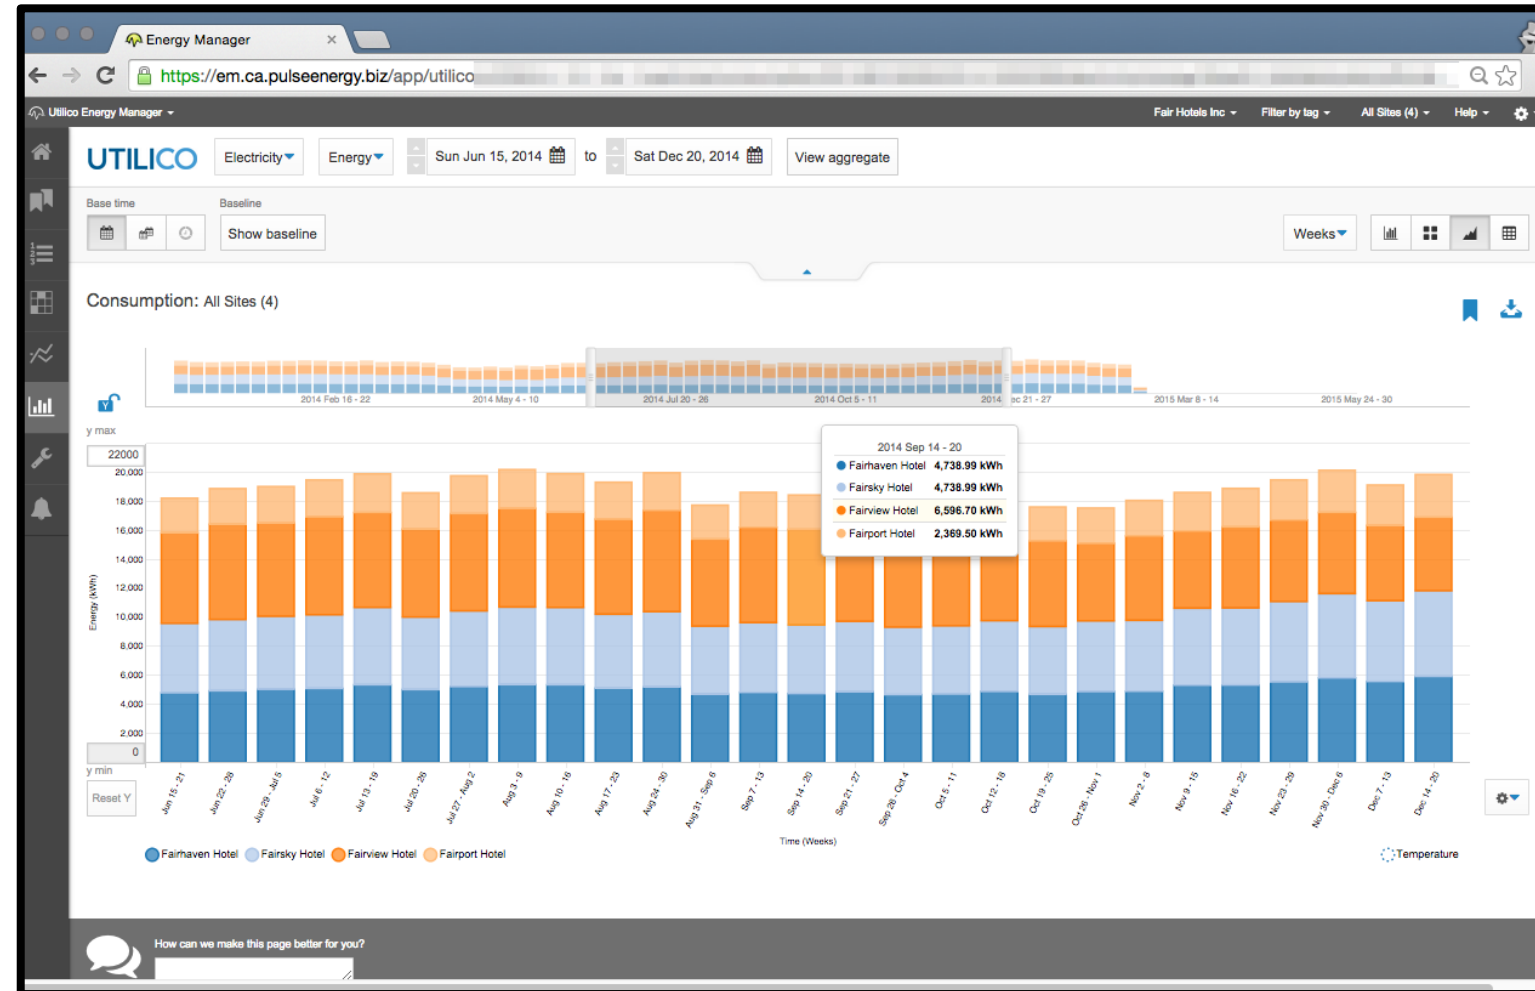 Energy Manager
https://em.ca.pulseenergy.biz/app/utilico
Utilico Energy Manager Fair Hotels Inc Filter by tag All Sites (4) Help
UTILICO Electricity Energy Sun Jun 15, 2014 to Sat Dec 20, 2014 View aggregate
Base time Baseline
Show baseline Weeks
Consumption: All Sites (4)
2014 Feb 16 - 22 2014 May 4 - 10 2014 Jul 20 - 26 2014 Oct 5 - 11 2014 ec 21 - 27 2015 Mar 8 - 14 2015 May 24 - 30
Y
y max
22000
20,000
18,000
16,000
14,000
12,000
10,000
8,000
6,000
4,000
2,000
0
y min
Reset Y
Energy (kWh)
2014 Sep 14 - 20
Fairhaven Hotel 4,738.99 kWh
Fairsky Hotel 4,738.99 kWh
Fairview Hotel 6,596.70 kWh
Fairport Hotel 2,369.50 kWh
Jun 15 - 21
Jun 22 - 28
Jun 29 - Jul 5
Jul 6 - 12
Jul 13 - 19
Jul 20 - 26
Jul 27 - Aug 2
Aug 3 - 9
Aug 10 - 16
Aug 17 - 23
Aug 24 - 30
Aug 31 - Sep 6
Sep 7 - 13
Sep 14 - 20
Sep 21 - 27
Sep 28 - Oct 4
Oct 5 - 11
Oct 12 - 18
Oct 19 - 25
Oct 26 - Nov 1
Nov 2 - 8
Nov 9 - 15
Nov 16 - 22
Nov 23 - 29
Nov 30 - Dec 6
Dec 7 - 13
Dec 14 - 20
Time (Weeks)
Fairhaven Hotel Fairsky Hotel Fairview Hotel Fairport Hotel Temperature
How can we make this page better for you?